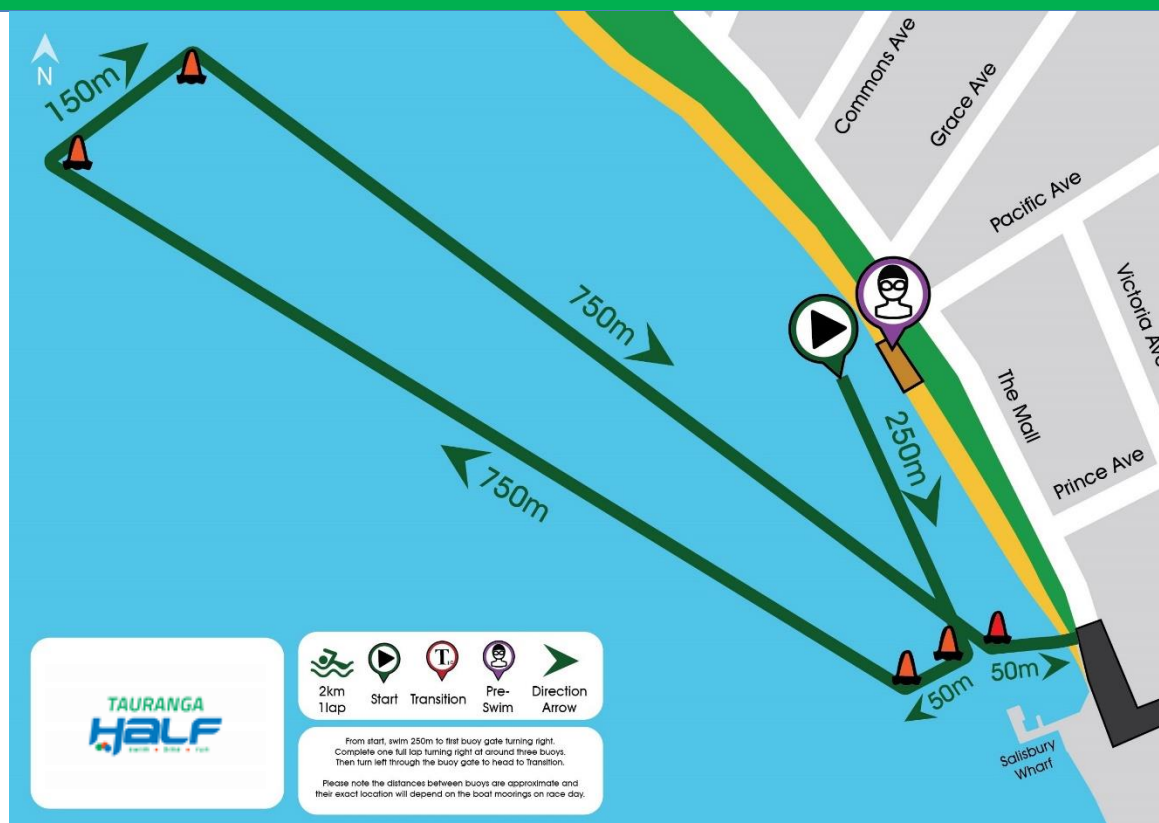 N
150m
Commons Ave
Grace Ave
Pacific Ave
Victoria Ave
750m
The Mall
250m
Prince Ave
750m
50m
50m
Salisbury
Wharf
TAURANGA
HALF
swim + bike + run
2km
1lap
Start
T
Transition
Pre-
Swim
Direction
Arrow
From start, swim 250m to first buoy gate turning right.
Complete one full lap turning right at around three buoys.
Then turn left through the buoy gate to head to Transition.
Please note the distances between buoys are approximate and
their exact location will depend on the boat moorings on race day.